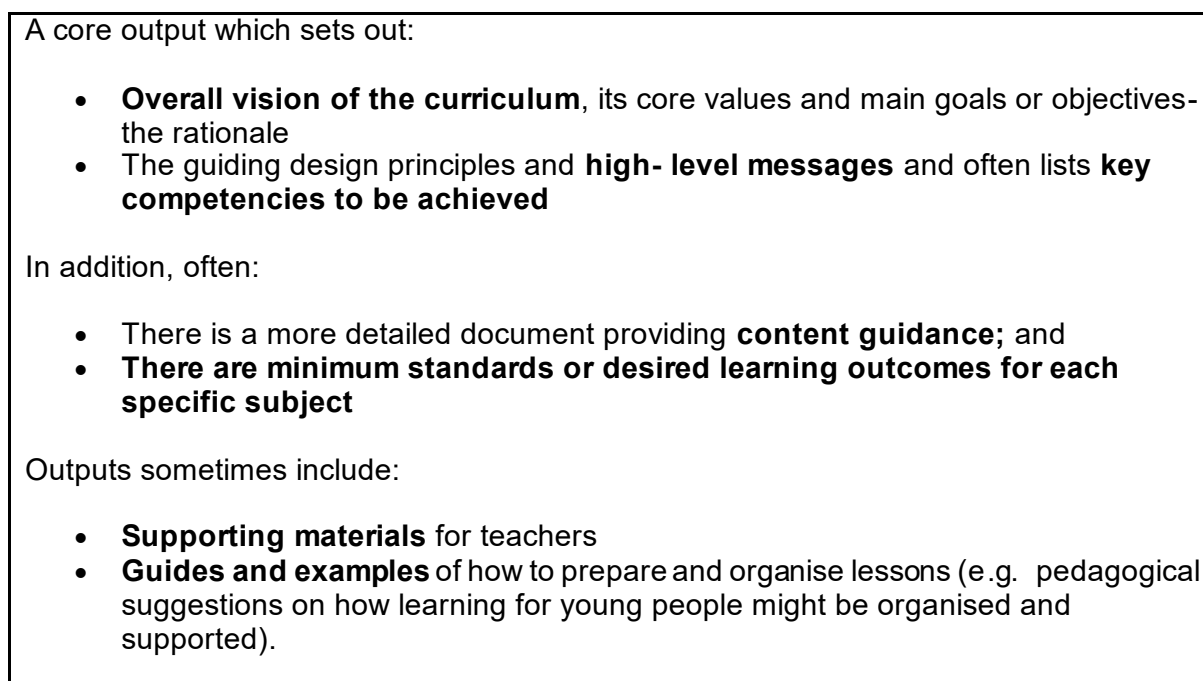 A core output which sets out:
• Overall vision of the curriculum, its core values and main goals or objectives-
the rationale
• The guiding design principles and high- level messages and often lists key
competencies to be achieved
In addition, often:
• There is a more detailed document providing content guidance; and
• There are minimum standards or desired learning outcomes for each
specific subject
Outputs sometimes include:
• Supporting materials for teachers
• Guides and examples of how to prepare and organise lessons (e.g. pedagogical
suggestions on how learning for young people might be organised and
supported).